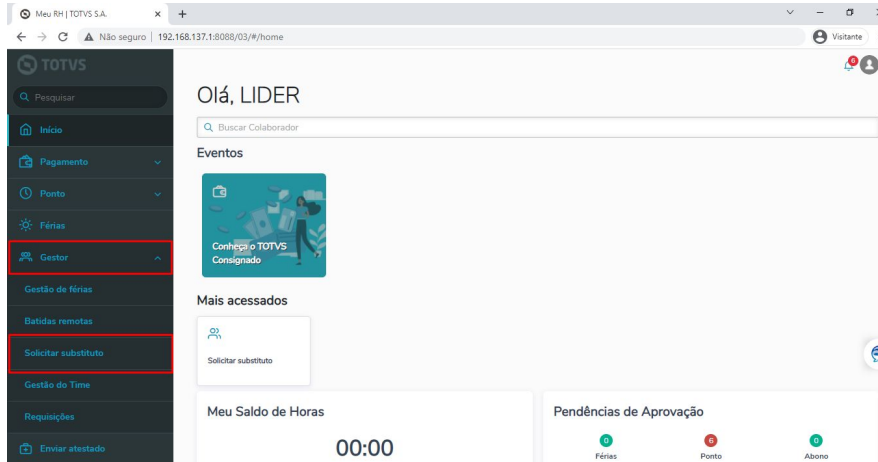 Meu RH | TOTVS S.A.
Não seguro | 192.168.137.1:8088/03/#/home
Visitante
TOTVS
Pesquisar
Início
Pagamento
Ponto
Férias
Gestor
Gestão de férias
Batidas remotas
Solicitar substituto
Gestão do Time
Requisições
Enviar atestado
Olá, LIDER
Buscar Colaborador
Eventos
Conheça o TOTVS
Consignado
Mais acessados
Solicitar substituto
Meu Saldo de Horas
00:00
Pendências de Aprovação
0 6 0
Férias Ponto Abono